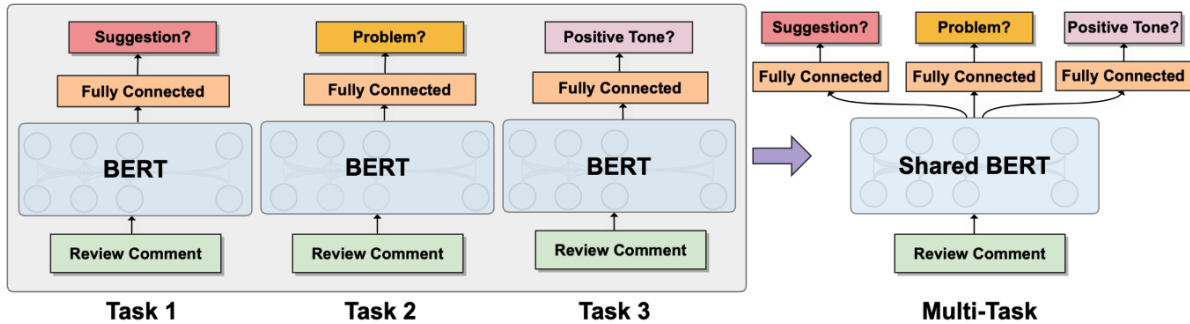 Suggestion?
Problem?
Positive Tone?
Suggestion?
Problem?
Positive Tone?
Fully Connected
Fully Connected
Fully Connected
Fully Connected
Fully Connected
Fully Connected
BERT
BERT
BERT
Shared BERT
Review Comment
Review Comment
Review Comment
Review Comment
Task 1
Task 2
Task 3
Multi-Task